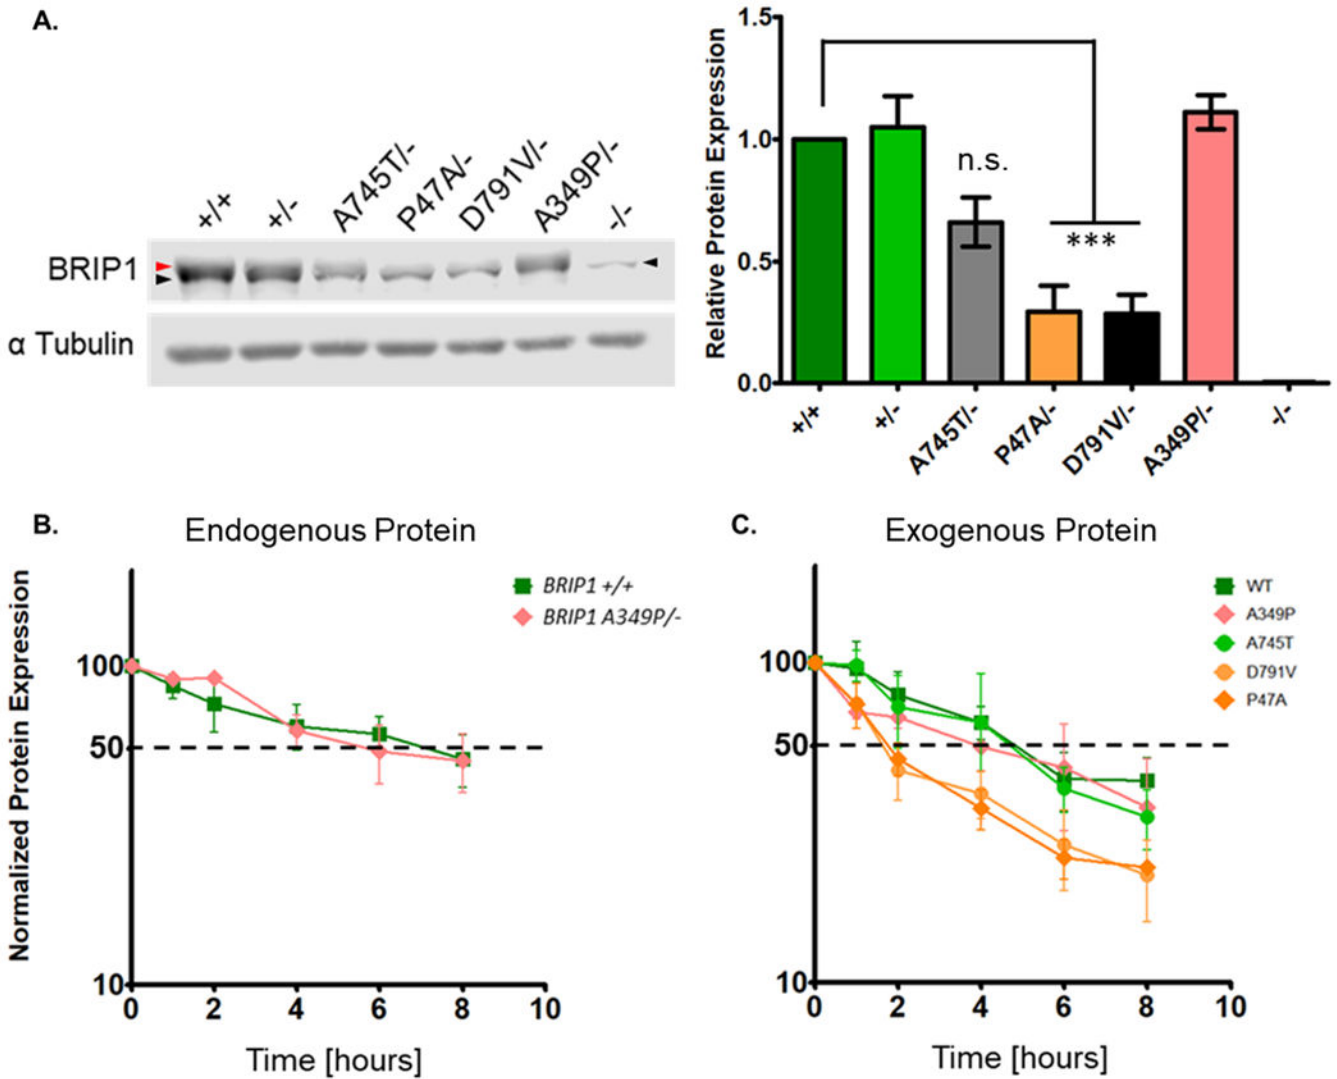 A.
+/+
+/-
A745T/-
P47A/-
D791V/-
A349P/-
-/-
BRIP1
α Tubulin
Relative Protein Expression
1.5
1.0
0.5
0.0
n.s.
***
+/+
+/-
A745T/-
P47A/-
D791V/-
A349P/-
-/-
B.
Endogenous Protein
Normalized Protein Expression
BRIP1 +/+
BRIP1 A349P/-
100
50
10
0 2 4 6 8 10
Time [hours]
C.
Exogenous Protein
WT
A349P
A745T
D791V
P47A
100
50
10
0 2 4 6 8 10
Time [hours]